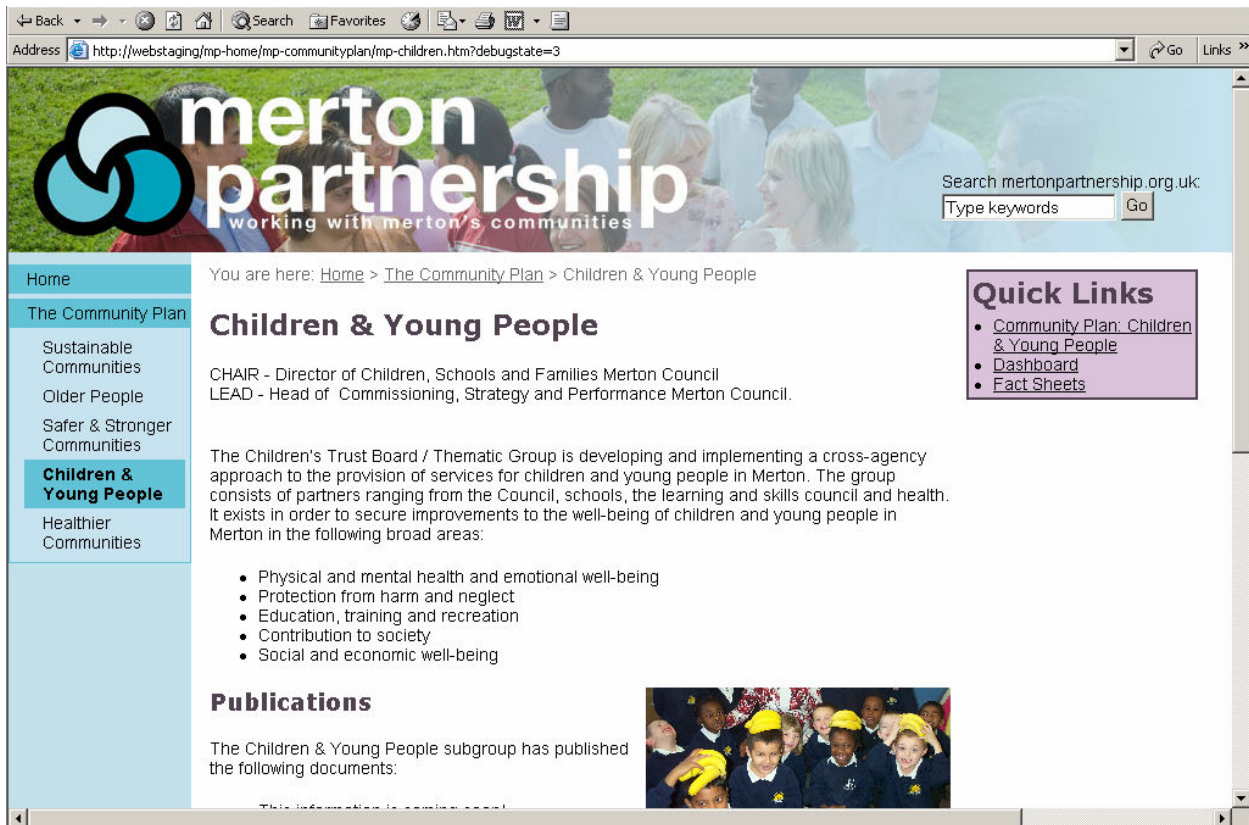 Back
Search
Favorites
Address http://webstaging/mp-home/mp-communityplan/mp-children.htm?debugstate=3
Go
Links »
merton
partnership
working with merton's communities
Search mertonpartnership.org.uk:
Type keywords
Go
Home
The Community Plan
Sustainable
Communities
Older People
Safer & Stronger
Communities
Children &
Young People
Healthier
Communities
You are here: Home > The Community Plan > Children & Young People
Children & Young People
CHAIR - Director of Children, Schools and Families Merton Council
LEAD - Head of  Commissioning, Strategy and Performance Merton Council.
The Children's Trust Board / Thematic Group is developing and implementing a cross-agency
approach to the provision of services for children and young people in Merton. The group
consists of partners ranging from the Council, schools, the learning and skills council and health.
It exists in order to secure improvements to the well-being of children and young people in
Merton in the following broad areas:
• Physical and mental health and emotional well-being
• Protection from harm and neglect
• Education, training and recreation
• Contribution to society
• Social and economic well-being
Publications
The Children & Young People subgroup has published
the following documents:
This information is coming soon!
Quick Links
• Community Plan: Children
& Young People
• Dashboard
• Fact Sheets